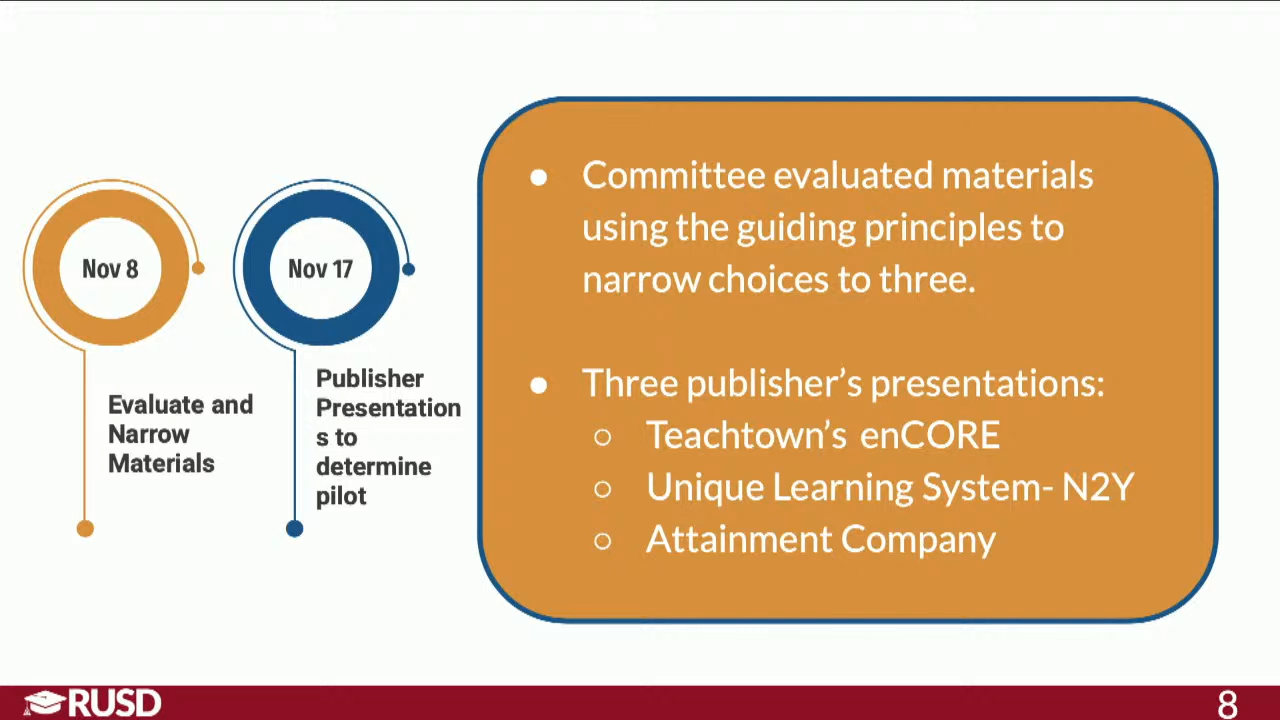 Nov 8
Evaluate and
Narrow
Materials
Nov 17
Publisher
Presentation
s to
determine
pilot
● Committee evaluated materials
using the guiding principles to
narrow choices to three.
● Three publisher’s presentations:
○ Teachtown’s enCORE
○ Unique Learning System- N2Y
○ Attainment Company
RUSD
8